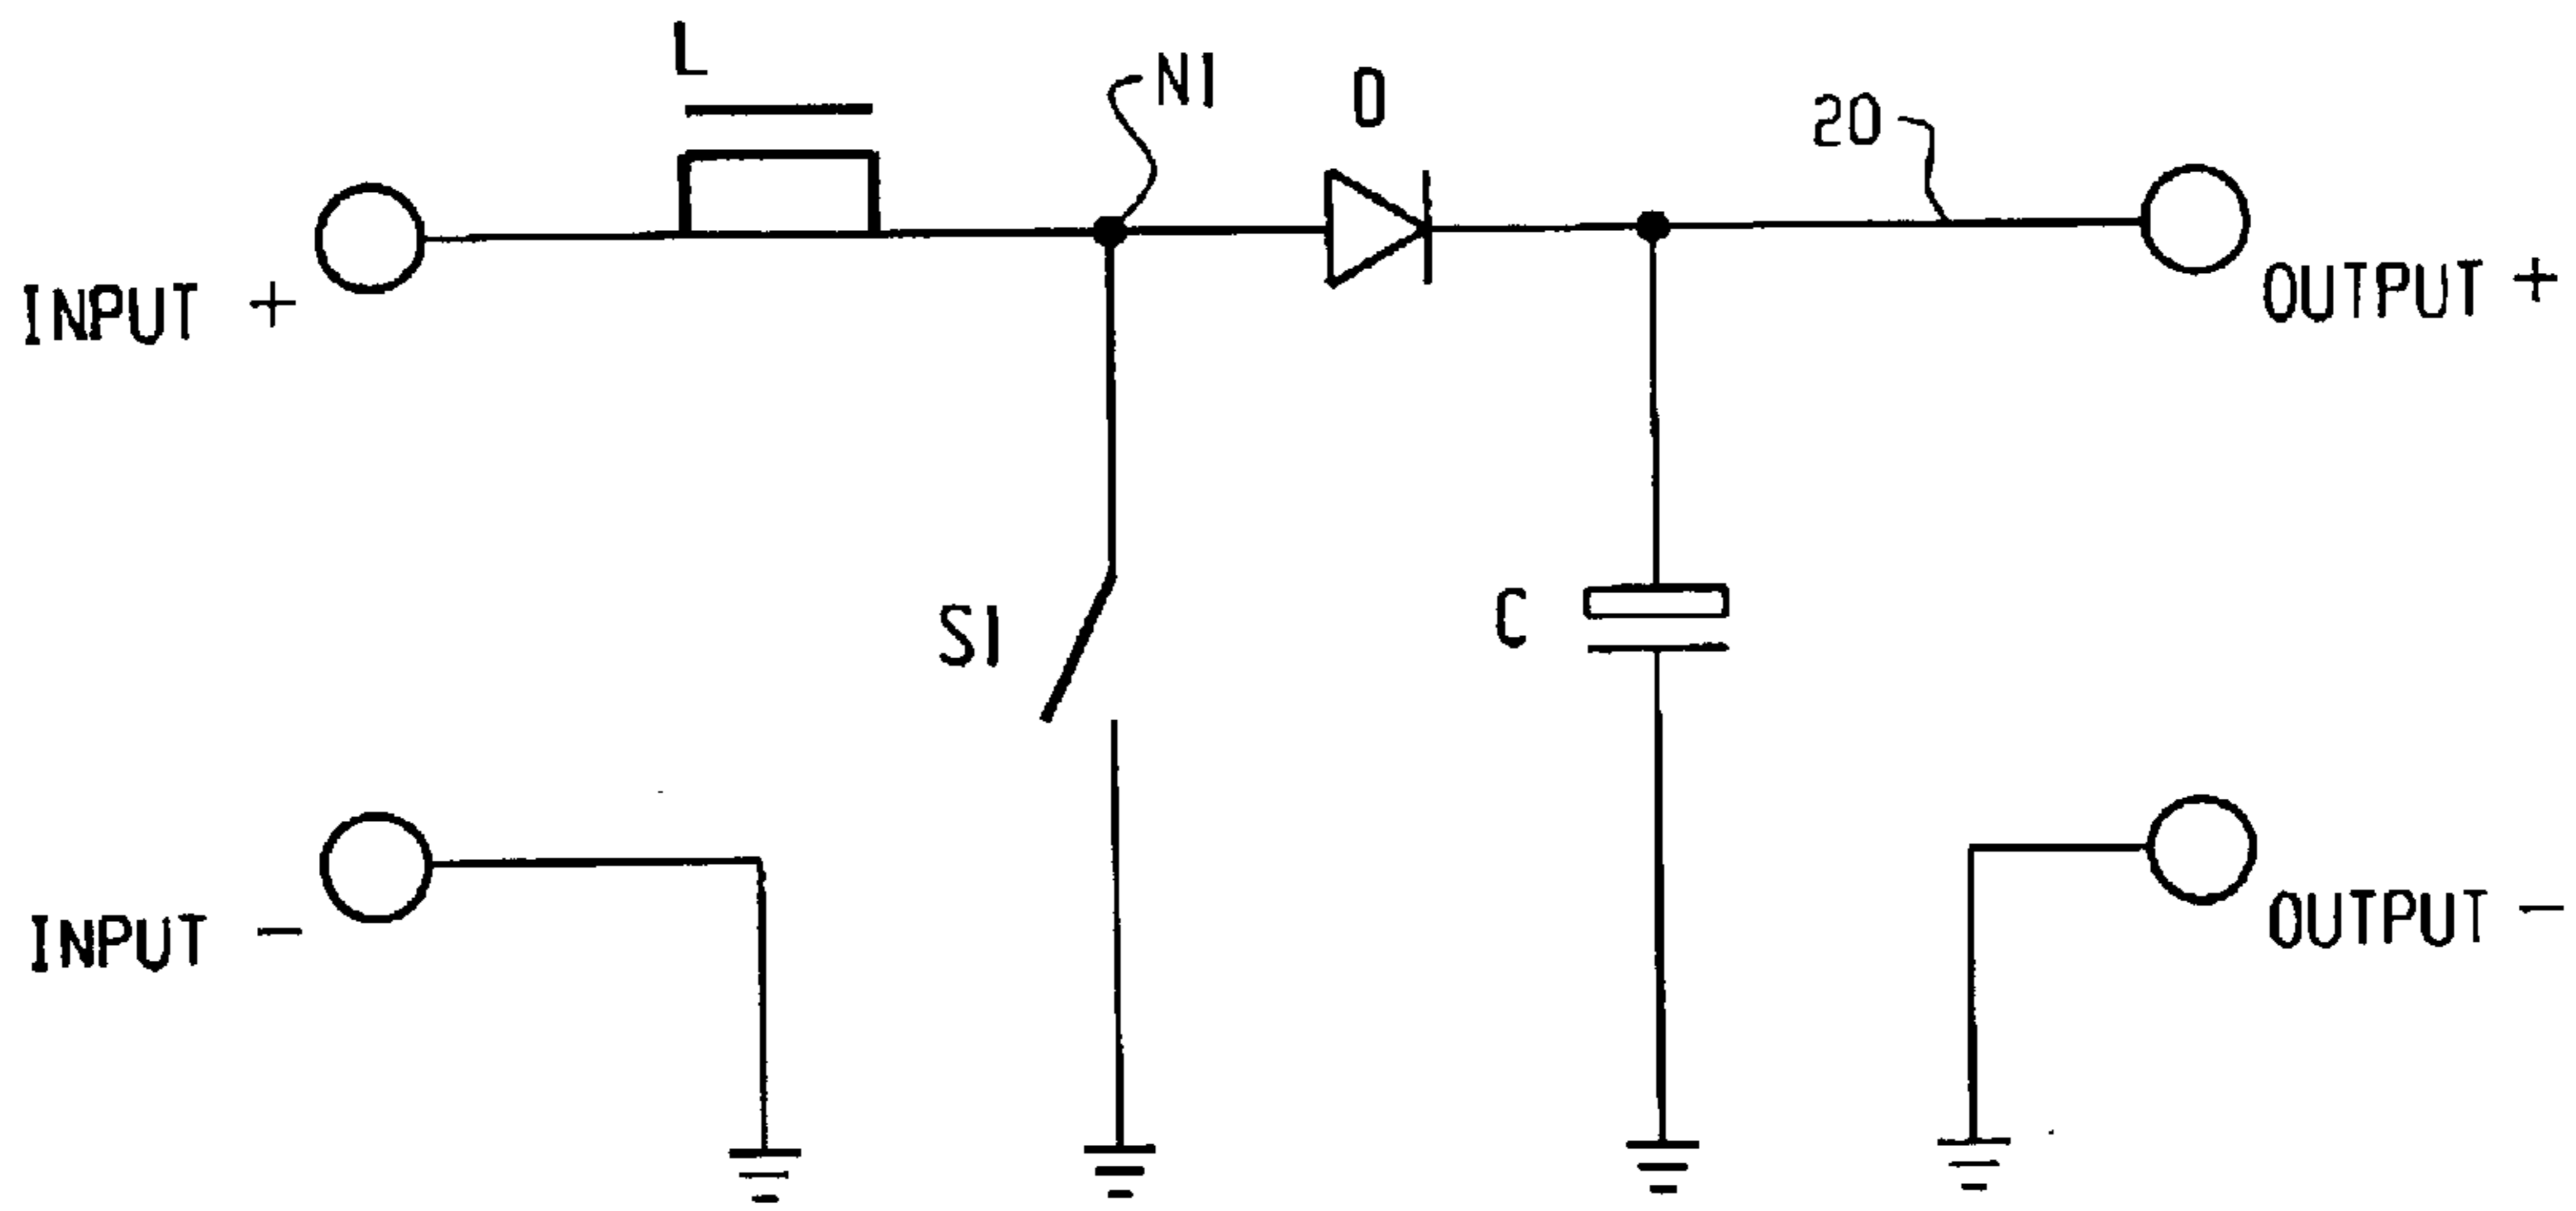 L
N1
D
20
INPUT +
OUTPUT +
S1
C
INPUT -
OUTPUT -